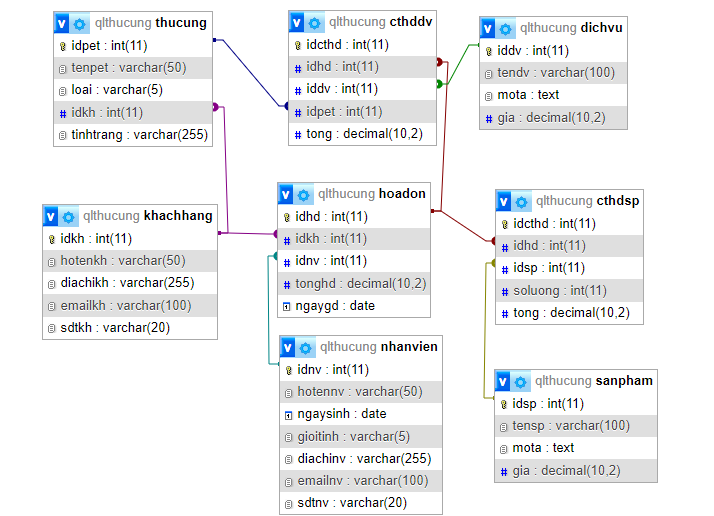 v qlthucung thucung
idpet : int(11)
tenpet : varchar(50)
loai : varchar(5)
# idkh : int(11)
tinhtrang : varchar(255)
v qlthucung cthddv
idcthd : int(11)
# idhd : int(11)
# iddv : int(11)
# idpet : int(11)
# tong : decimal(10,2)
v qlthucung dichvu
iddv : int(11)
tendv : varchar(100)
mota : text
# gia : decimal(10,2)
v qlthucung khachhang
idkh : int(11)
hotenkh : varchar(50)
diachikh : varchar(255)
emailkh : varchar(100)
sdtkh : varchar(20)
v qlthucung hoadon
idhd : int(11)
# idkh : int(11)
# idnv : int(11)
# tonghd : decimal(10,2)
ngaygd : date
v qlthucung cthdsp
idcthd : int(11)
# idhd : int(11)
# idsp : int(11)
# soluong : int(11)
# tong : decimal(10,2)
v qlthucung nhanvien
idnv : int(11)
hotennv : varchar(50)
ngaysinh : date
gioitinh : varchar(5)
diachinv : varchar(255)
emailnv : varchar(100)
sdtnv : varchar(20)
v qlthucung sanpham
idsp : int(11)
tensp : varchar(100)
mota : text
# gia : decimal(10,2)